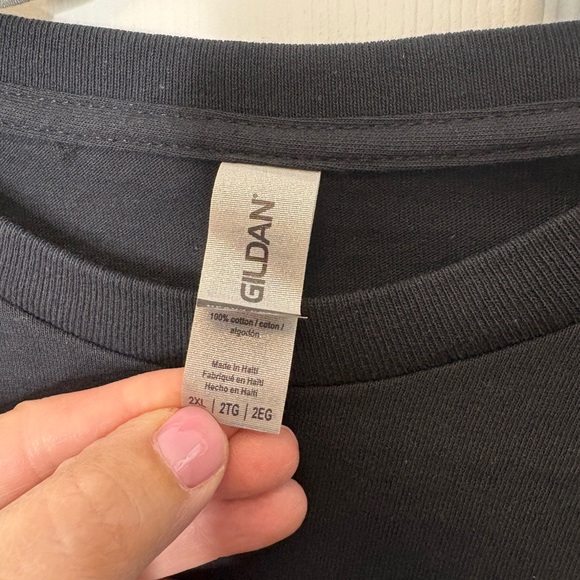 GILDAN®
100% cotton / coton /
algodón
Made in Haiti
Fabriqué en Haïti
Hecho en Haití
2XL | 2TG | 2EG